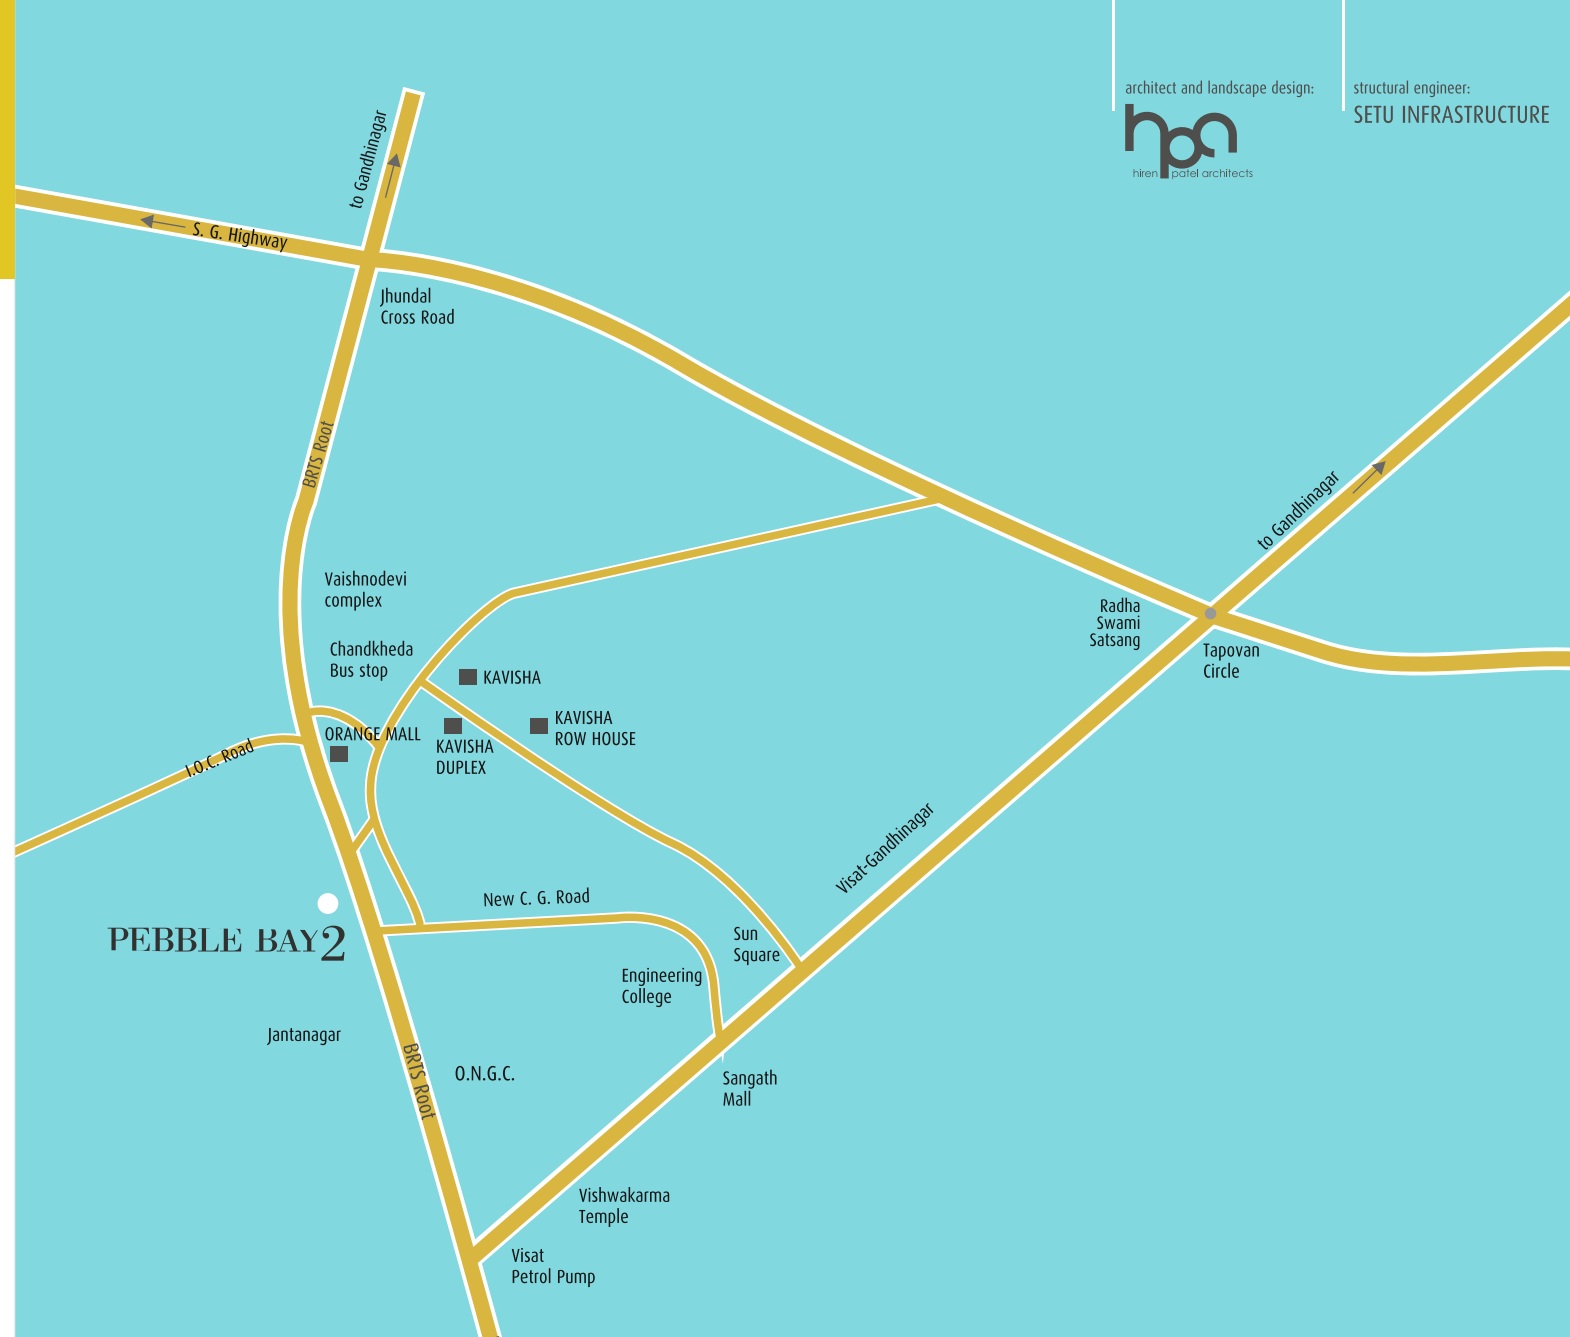 architect and landscape design:
hpa
hiren patel architects
structural engineer:
SETU INFRASTRUCTURE
to Gandhinagar
S. G. Highway
Jhundal
Cross Road
BRTS Root
to Gandhinagar
Vaishnodevi
complex
Radha
Swami
Satsang
Tapovan
Circle
Chandkheda
Bus stop
KAVISHA
KAVISHA
ROW HOUSE
ORANGE MALL
KAVISHA
DUPLEX
I.O.C. Road
Visat-Gandhinagar
New C. G. Road
PEBBLE BAY 2
Sun
Square
Engineering
College
Jantanagar
BRTS Root
O.N.G.C.
Sangath
Mall
Vishwakarma
Temple
Visat
Petrol Pump